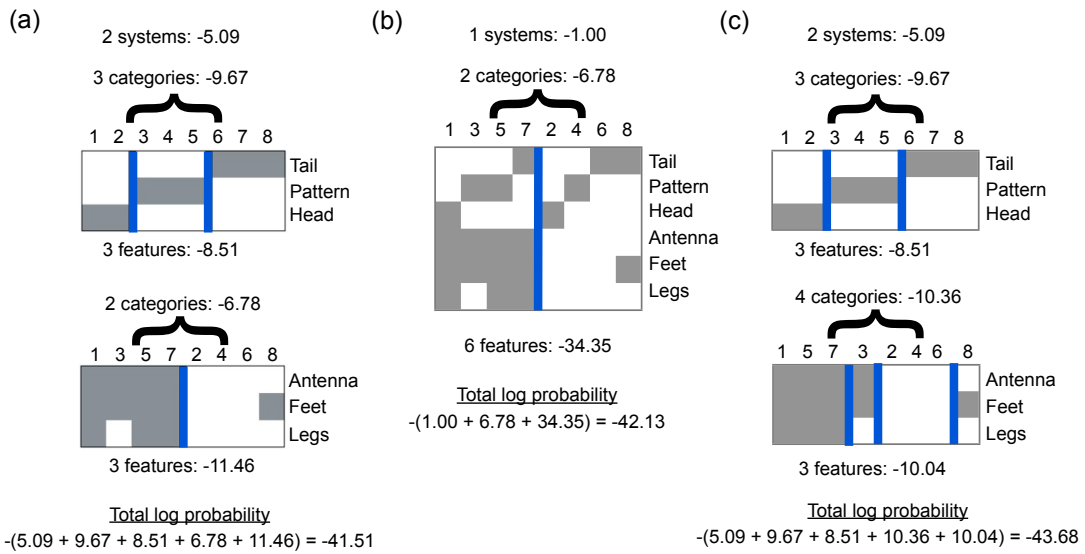 (a)
2 systems: -5.09
3 categories: -9.67
1 2 3 4 5 6 7 8
Tail
Pattern
Head
3 features: -8.51
2 categories: -6.78
1 3 5 7 2 4 6 8
Antenna
Feet
Legs
3 features: -11.46
Total log probability
-(5.09 + 9.67 + 8.51 + 6.78 + 11.46) = -41.51
(b)
1 systems: -1.00
2 categories: -6.78
1 3 5 7 2 4 6 8
Tail
Pattern
Head
Antenna
Feet
Legs
6 features: -34.35
Total log probability
-(1.00 + 6.78 + 34.35) = -42.13
(c)
2 systems: -5.09
3 categories: -9.67
1 2 3 4 5 6 7 8
Tail
Pattern
Head
3 features: -8.51
4 categories: -10.36
1 5 7 3 2 4 6 8
Antenna
Feet
Legs
3 features: -10.04
Total log probability
-(5.09 + 9.67 + 8.51 + 10.36 + 10.04) = -43.68